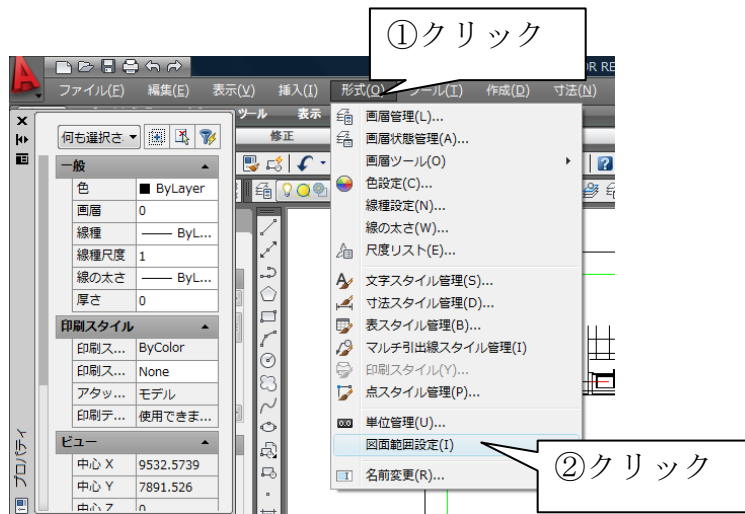 ①クリック
OR RE
ファイル(F) 編集(E) 表示(V) 挿入(I) 形式(O) ツール(T) 作成(D) 寸法(N)
ツール 表示
修正
何も選択さ
一般
色 ByLayer
画層 0
線種 ByL...
線種尺度 1
線の太さ ByL...
厚さ 0
印刷スタイル
印刷ス... ByColor
印刷ス... None
アタッ... モデル
印刷テ... 使用できま...
ビュー
中心 X 9532.5739
中心 Y 7891.526
中心 Z 0
プロパティ
画層管理(L)...
画層状態管理(A)...
画層ツール(O)
色設定(C)...
線種設定(N)...
線の太さ(W)...
尺度リスト(E)...
文字スタイル管理(S)...
寸法スタイル管理(D)...
表スタイル管理(B)...
マルチ引出線スタイル管理(I)
印刷スタイル(Y)...
点スタイル管理(P)...
0.0 単位管理(U)...
図面範囲設定(I)
名前変更(R)...
②クリック